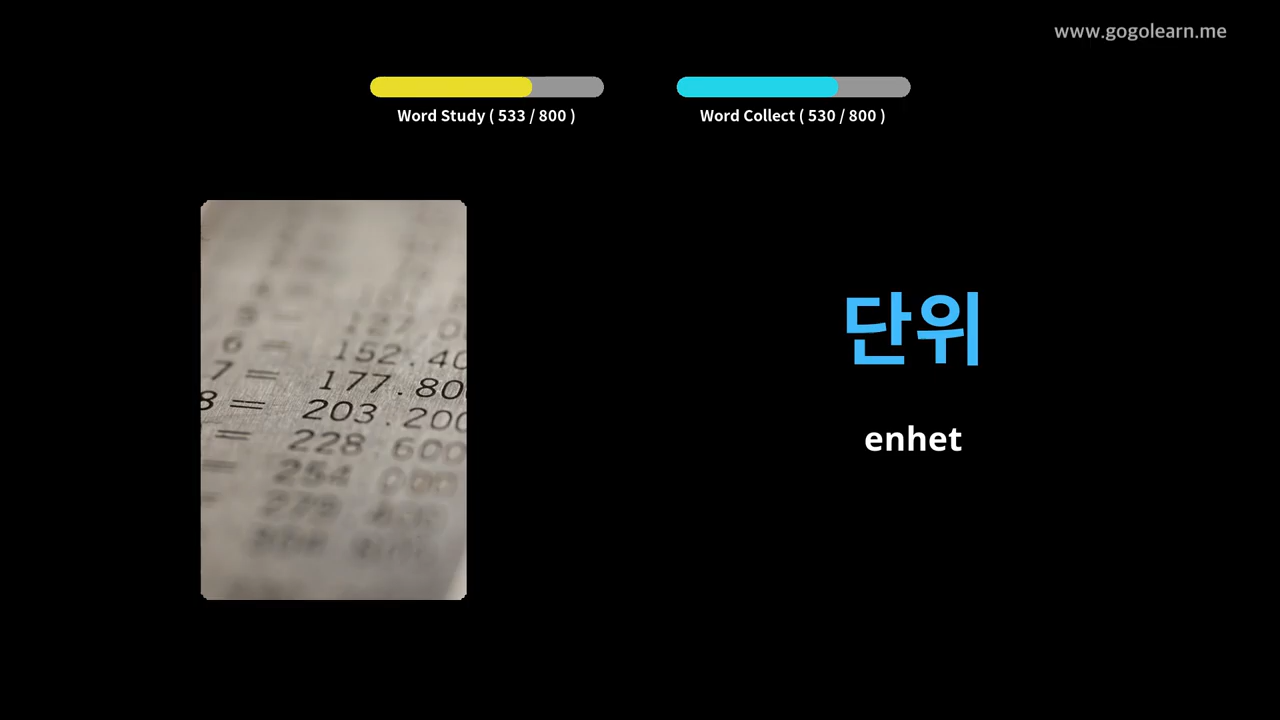 www.gogolearn.me
Word Study ( 533 / 800 )
Word Collect ( 530 / 800 )
6 = 152.40
7 = 177.80
8 = 203.200
= 228.600
= 254 000
단위
enhet